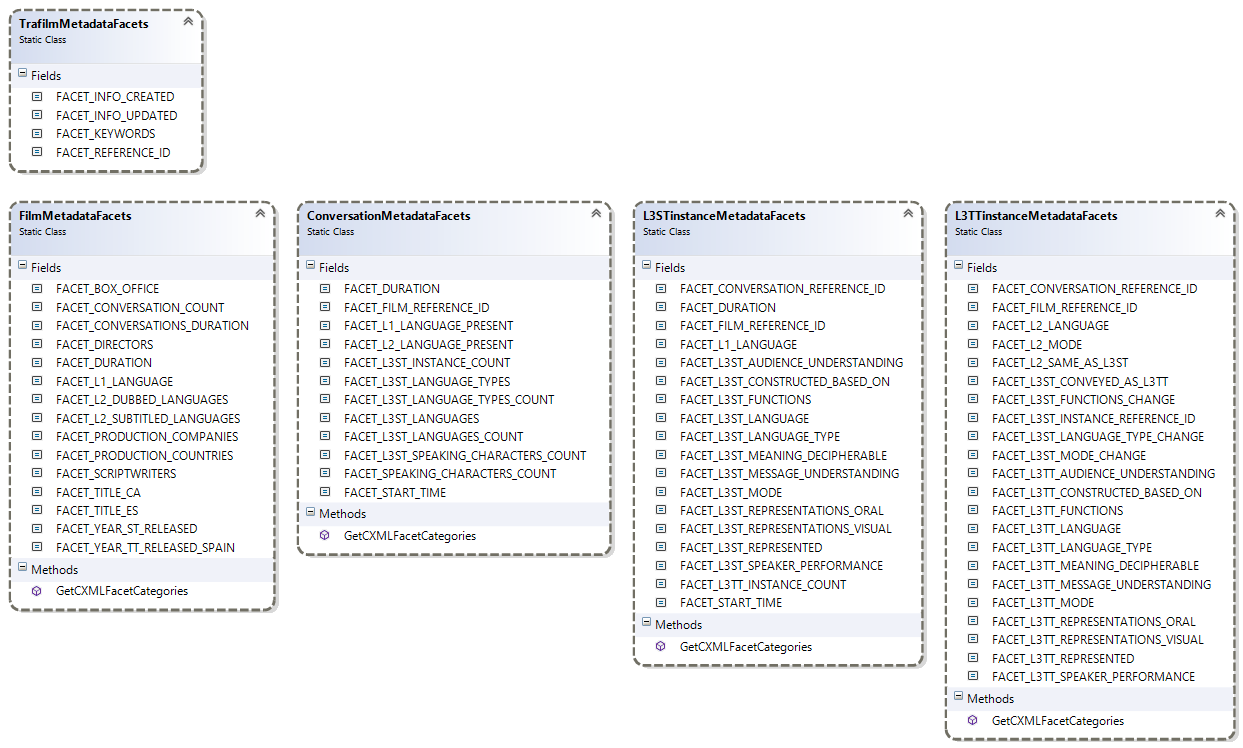 TrafilmMetadataFacets
Static Class
Fields
FACET_INFO_CREATED
FACET_INFO_UPDATED
FACET_KEYWORDS
FACET_REFERENCE_ID
FilmMetadataFacets
Static Class
Fields
FACET_BOX_OFFICE
FACET_CONVERSATION_COUNT
FACET_CONVERSATIONS_DURATION
FACET_DIRECTORS
FACET_DURATION
FACET_L1_LANGUAGE
FACET_L2_DUBBED_LANGUAGES
FACET_L2_SUBTITLED_LANGUAGES
FACET_PRODUCTION_COMPANIES
FACET_PRODUCTION_COUNTRIES
FACET_SCRIPTWRITERS
FACET_TITLE_CA
FACET_TITLE_ES
FACET_YEAR_ST_RELEASED
FACET_YEAR_TT_RELEASED_SPAIN
Methods
GetCXMLFacetCategories
ConversationMetadataFacets
Static Class
Fields
FACET_DURATION
FACET_FILM_REFERENCE_ID
FACET_L1_LANGUAGE_PRESENT
FACET_L2_LANGUAGE_PRESENT
FACET_L3ST_INSTANCE_COUNT
FACET_L3ST_LANGUAGE_TYPES
FACET_L3ST_LANGUAGE_TYPES_COUNT
FACET_L3ST_LANGUAGES
FACET_L3ST_LANGUAGES_COUNT
FACET_L3ST_SPEAKING_CHARACTERS_COUNT
FACET_SPEAKING_CHARACTERS_COUNT
FACET_START_TIME
Methods
GetCXMLFacetCategories
L3STinstanceMetadataFacets
Static Class
Fields
FACET_CONVERSATION_REFERENCE_ID
FACET_DURATION
FACET_FILM_REFERENCE_ID
FACET_L1_LANGUAGE
FACET_L3ST_AUDIENCE_UNDERSTANDING
FACET_L3ST_CONSTRUCTED_BASED_ON
FACET_L3ST_FUNCTIONS
FACET_L3ST_LANGUAGE
FACET_L3ST_LANGUAGE_TYPE
FACET_L3ST_MEANING_DECIPHERABLE
FACET_L3ST_MESSAGE_UNDERSTANDING
FACET_L3ST_MODE
FACET_L3ST_REPRESENTATIONS_ORAL
FACET_L3ST_REPRESENTATIONS_VISUAL
FACET_L3ST_REPRESENTED
FACET_L3ST_SPEAKER_PERFORMANCE
FACET_L3TT_INSTANCE_COUNT
FACET_START_TIME
Methods
GetCXMLFacetCategories
L3TTinstanceMetadataFacets
Static Class
Fields
FACET_CONVERSATION_REFERENCE_ID
FACET_FILM_REFERENCE_ID
FACET_L2_LANGUAGE
FACET_L2_MODE
FACET_L2_SAME_AS_L3ST
FACET_L3ST_CONVEYED_AS_L3TT
FACET_L3ST_FUNCTIONS_CHANGE
FACET_L3ST_INSTANCE_REFERENCE_ID
FACET_L3ST_LANGUAGE_TYPE_CHANGE
FACET_L3ST_MODE_CHANGE
FACET_L3TT_AUDIENCE_UNDERSTANDING
FACET_L3TT_CONSTRUCTED_BASED_ON
FACET_L3TT_FUNCTIONS
FACET_L3TT_LANGUAGE
FACET_L3TT_LANGUAGE_TYPE
FACET_L3TT_MEANING_DECIPHERABLE
FACET_L3TT_MESSAGE_UNDERSTANDING
FACET_L3TT_MODE
FACET_L3TT_REPRESENTATIONS_ORAL
FACET_L3TT_REPRESENTATIONS_VISUAL
FACET_L3TT_REPRESENTED
FACET_L3TT_SPEAKER_PERFORMANCE
Methods
GetCXMLFacetCategories